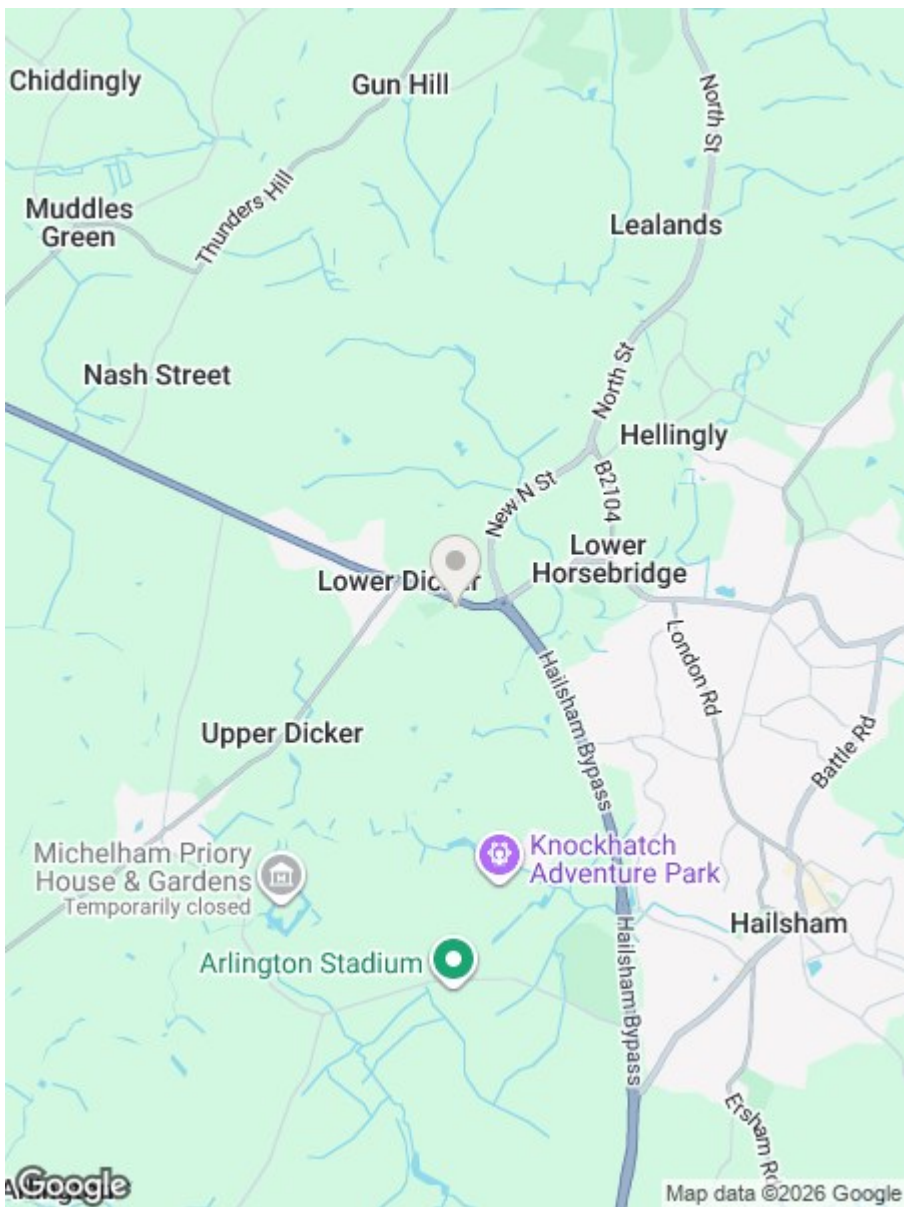 Chiddingly
Gun Hill
North St
Thunders Hill
Muddles
Green
Lealands
Nash Street
North St
Hellingly
B2104
New N St
Lower
Horsebridge
Lower Dicker
London Rd
Hailsham Bypass
Upper Dicker
Battle Rd
Michelham Priory
House & Gardens
Temporarily closed
Knockhatch
Adventure Park
Hailsham
Arlington Stadium
Hailsham Bypass
Ersham Rd
Arlington
Google
Map data ©2026 Google